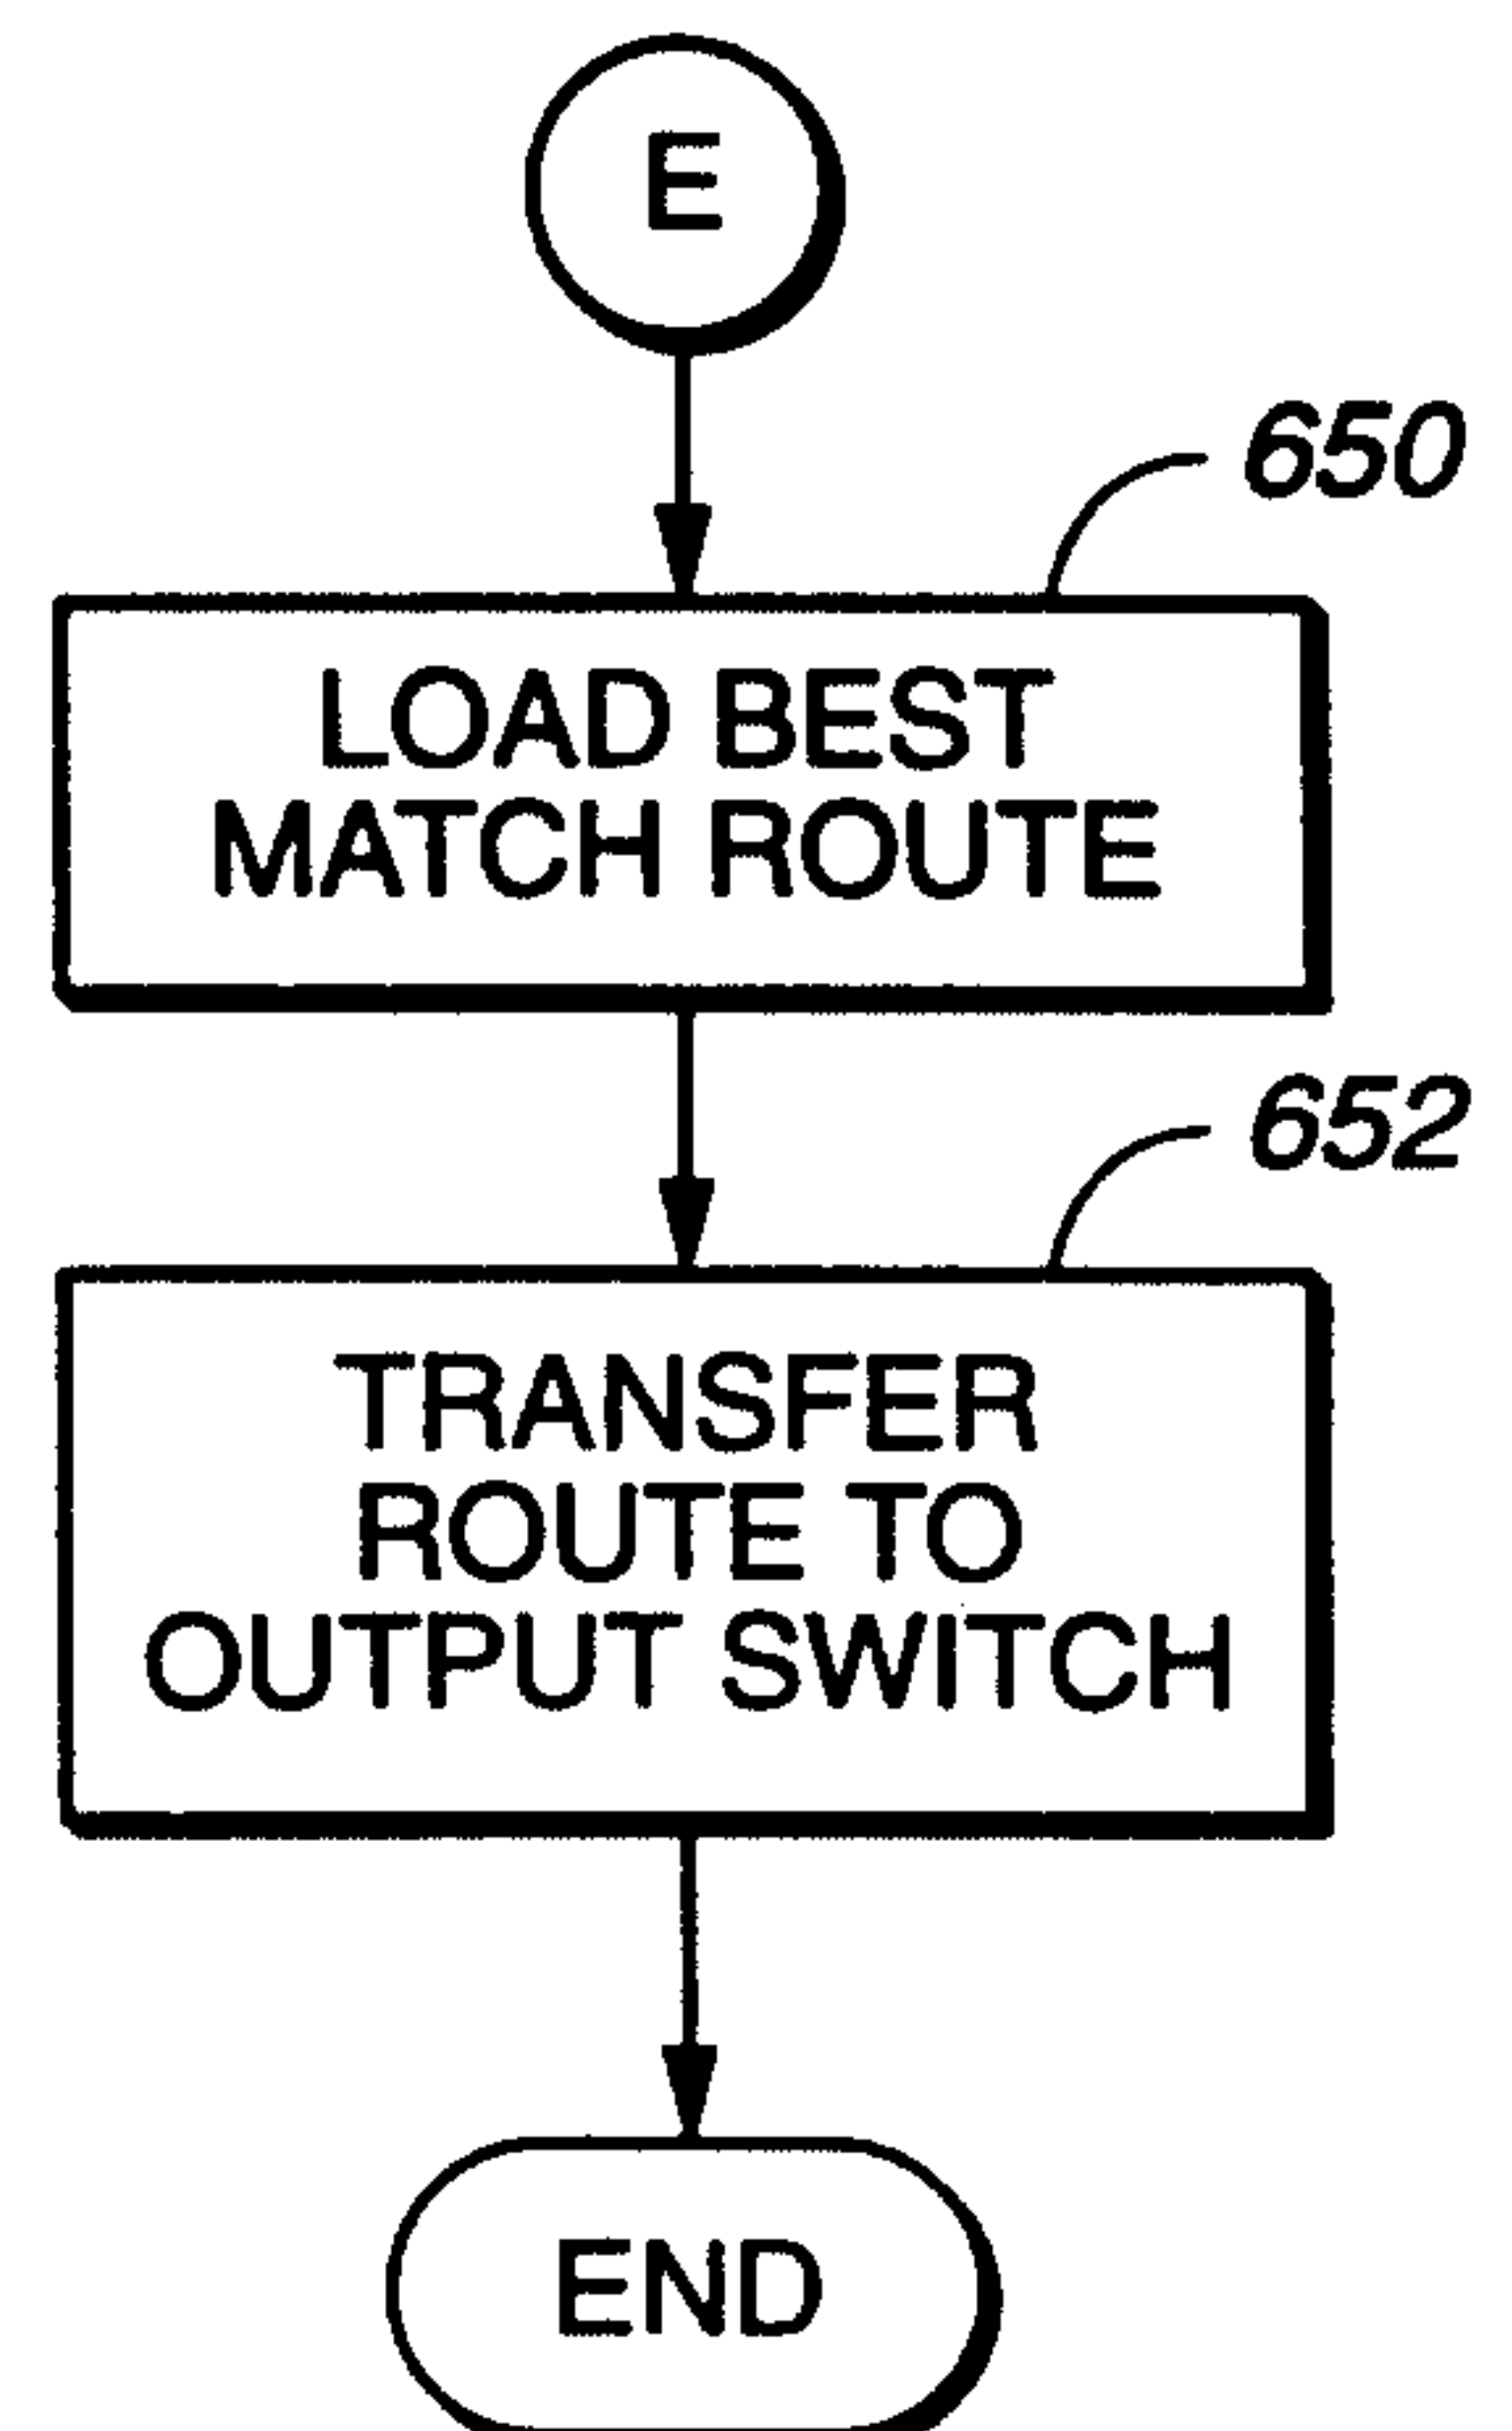 E
650
LOAD BEST
MATCH ROUTE
652
TRANSFER
ROUTE TO
OUTPUT SWITCH
END